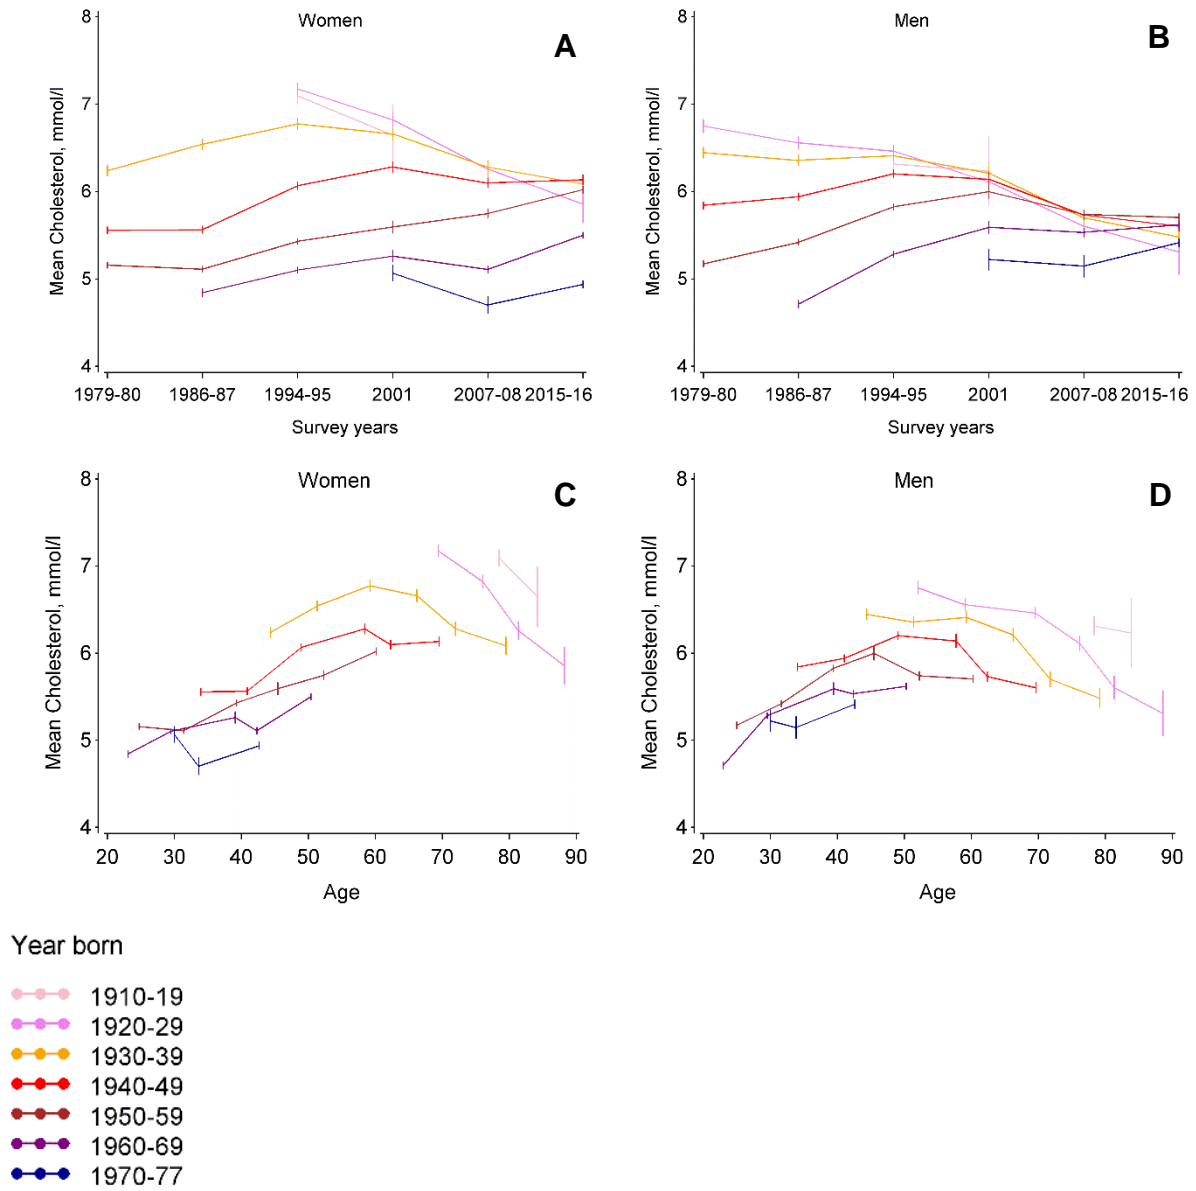 Women
A
Mean Cholesterol, mmol/l
8
7
6
5
4
1979-80 1986-87 1994-95 2001 2007-08 2015-16
Survey years
Men
B
Mean Cholesterol, mmol/l
8
7
6
5
4
1979-80 1986-87 1994-95 2001 2007-08 2015-16
Survey years
Women
C
Mean Cholesterol, mmol/l
8
7
6
5
4
20 30 40 50 60 70 80 90
Age
Men
D
Mean Cholesterol, mmol/l
8
7
6
5
4
20 30 40 50 60 70 80 90
Age
Year born
1910-19
1920-29
1930-39
1940-49
1950-59
1960-69
1970-77